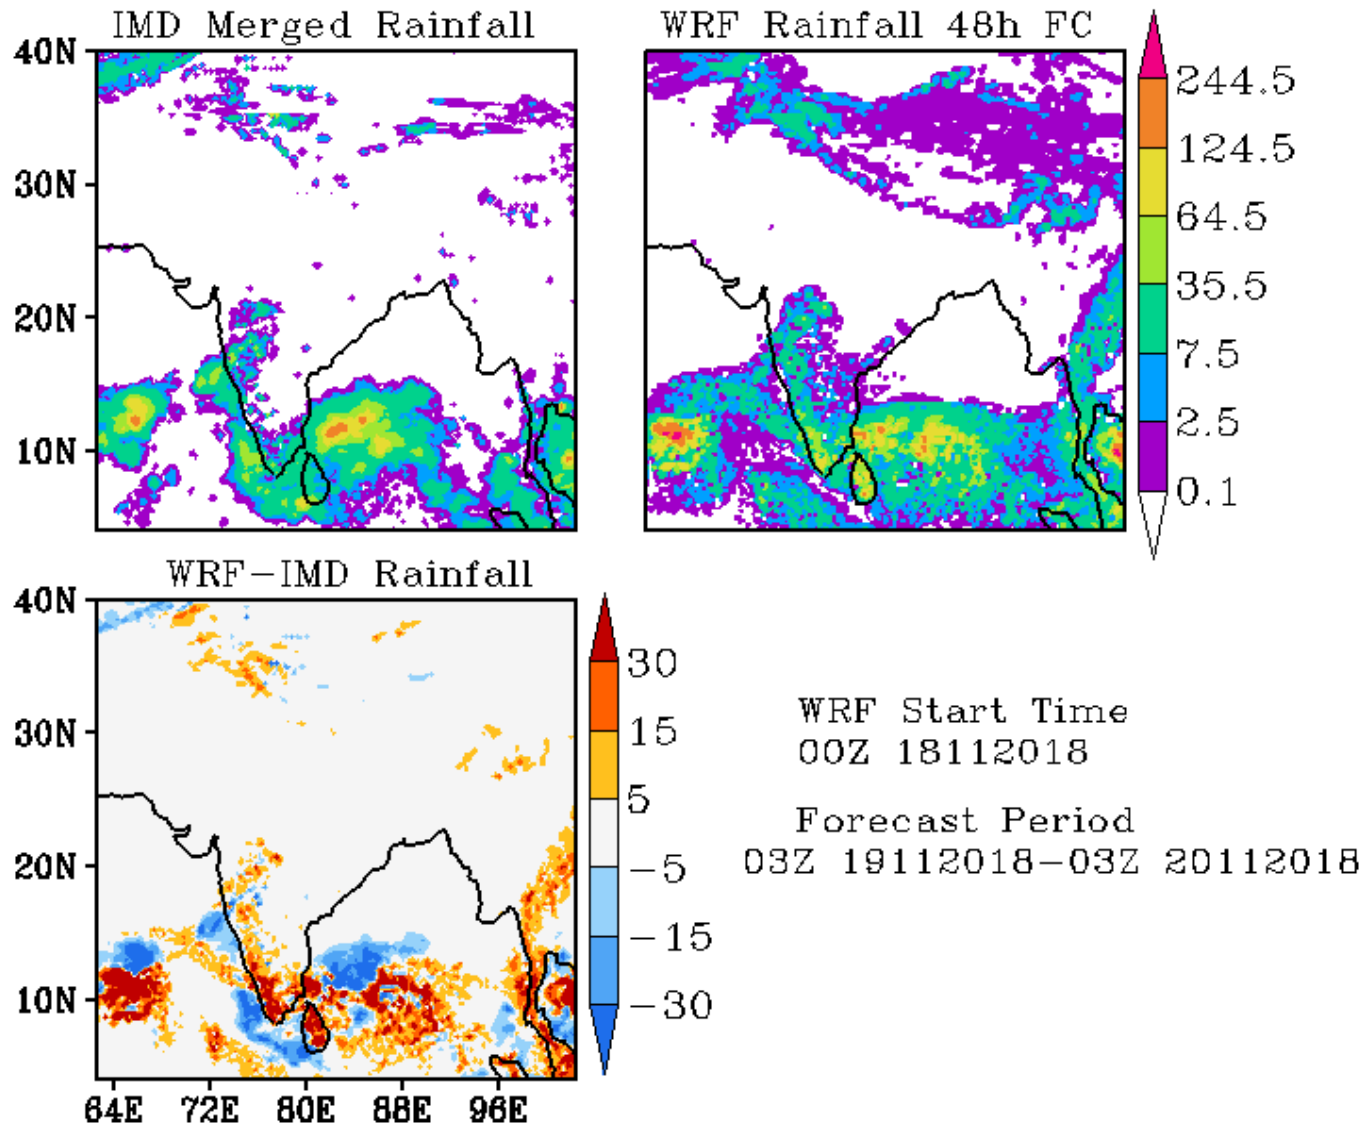 IMD Merged Rainfall
WRF Rainfall 48h FC
40N
30N
20N
10N
244.5
124.5
64.5
35.5
7.5
2.5
0.1
WRF-IMD Rainfall
40N
30N
20N
10N
64E 72E 80E 88E 96E
30
15
5
-5
-15
-30
WRF Start Time
00Z 18112018
Forecast Period
03Z 19112018-03Z 20112018